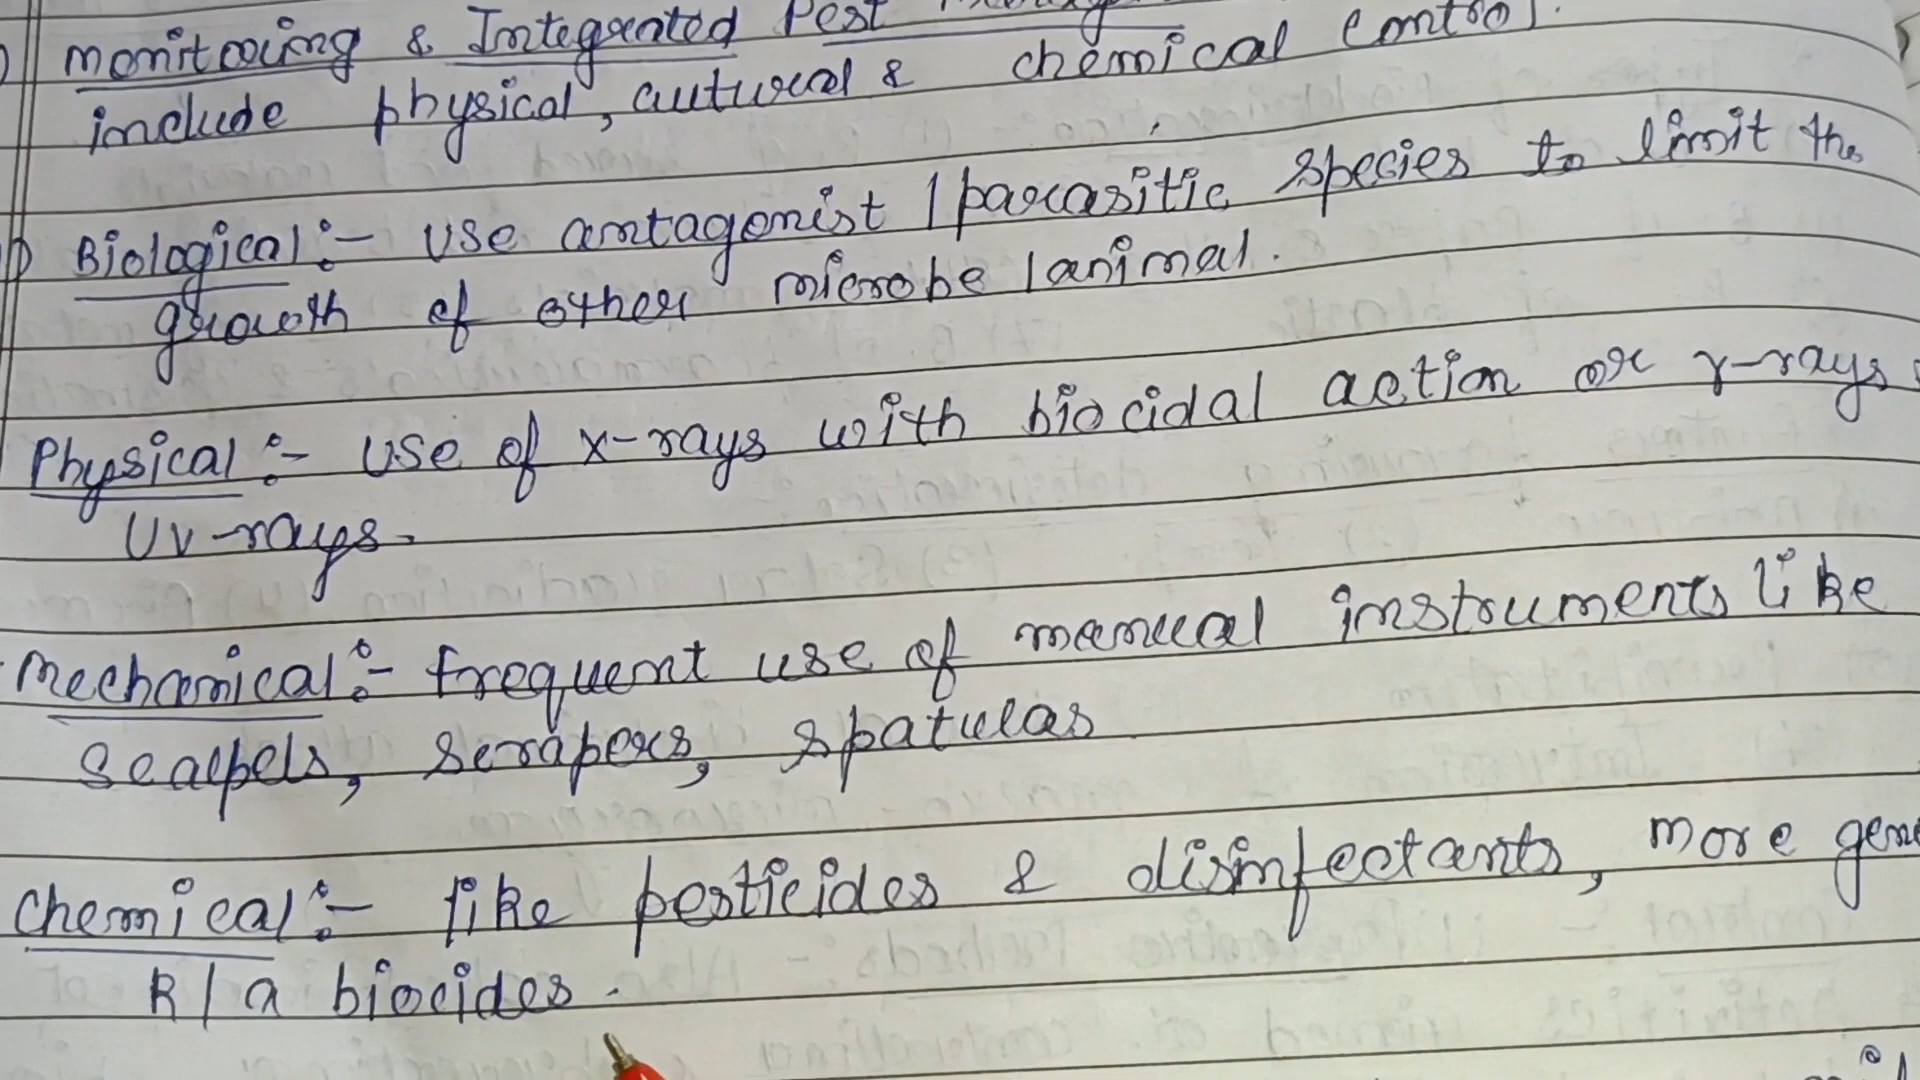 Monitoring & Integrated Pest
include physical, cultural & chemical control.
Biological :- use antagonist / parasitic species to limit the
growth of other microbe / animal.
Physical :- use of x-rays with biocidal action or γ-rays
UV-rays.
Mechanical :- frequent use of manual instruments like
Scalpels, scrapers, spatulas
Chemical :- like pesticides & disinfectants, more
K/a biocides.